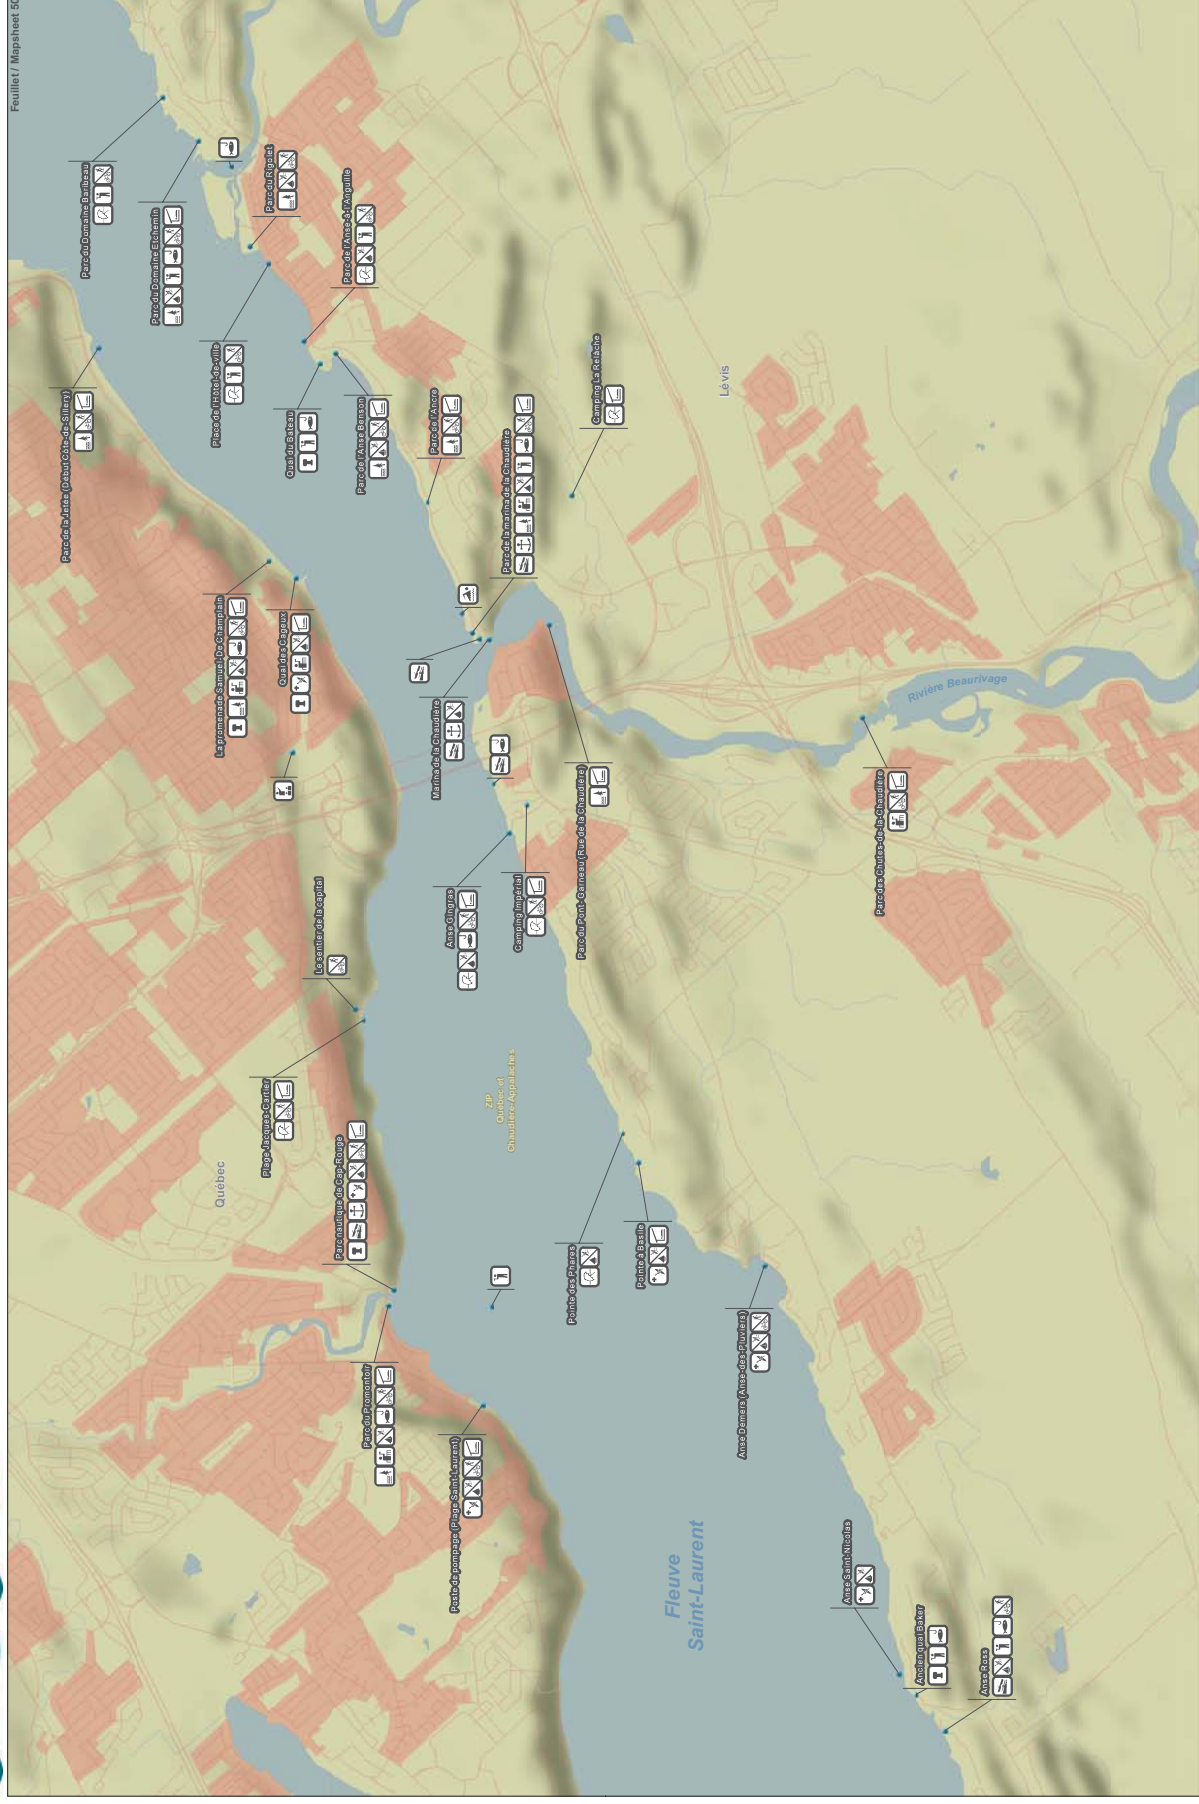 Feuillet / Mapsheet 50
Parc du Domaine Baribeau
Parc du Domaine Etchemin
Parc du Rigolet
Parc de l'Anse-à-l'Anguille
Place de l'Hôtel-de-ville
Parc de la Jetée (Début Côte-de-Sillery)
Quai du Bateau
Parc de l'Anse Benson
Parc de l'Ancre
Parc de la marina de la Chaudière
Camping La Relâche
Lévis
La promenade Samuel-De Champlain
Quai des Cageux
Marina de la Chaudière
Rivière Beaurivage
Parc du Pont-Garneau (Rue de la Chaudière)
Parc des Chutes-de-la-Chaudière
Anse Gingras
Camping Impérial
Le sentier de la capital
Plage Jacques-Cartier
ZIP
Québec et
Chaudière-Appalaches
Québec
Parc nautique de Cap-Rouge
Pointe des Phares
Pointe à Basile
Anse Demers (Anse-des-Pluviers)
Parc du Promontoir
Poste de pompage (Plage Saint-Laurent)
Fleuve
Saint-Laurent
Anse Saint-Nicolas
Ancien quai Baker
Anse Ross